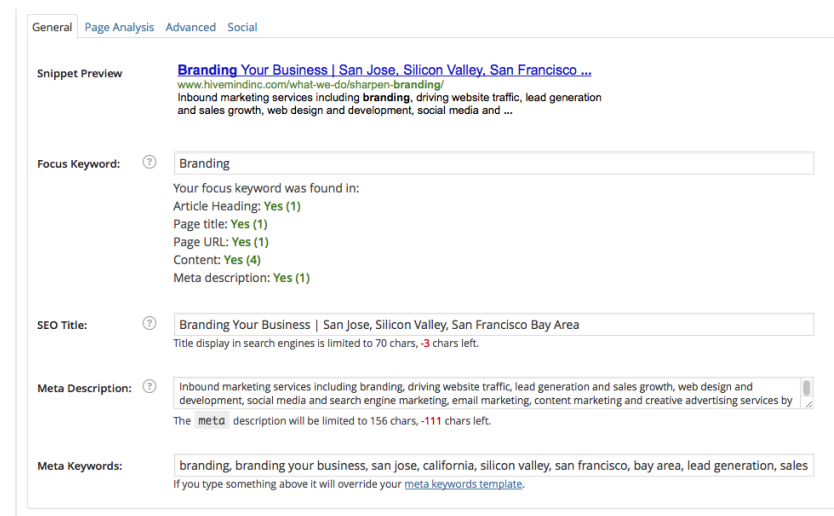 General Page Analysis Advanced Social
Snippet Preview
Branding Your Business | San Jose, Silicon Valley, San Francisco ...
www.hivemindinc.com/what-we-do/sharpen-branding/
Inbound marketing services including branding, driving website traffic, lead generation
and sales growth, web design and development, social media and ...
Focus Keyword: ? Branding
Your focus keyword was found in:
Article Heading: Yes (1)
Page title: Yes (1)
Page URL: Yes (1)
Content: Yes (4)
Meta description: Yes (1)
SEO Title: ? Branding Your Business | San Jose, Silicon Valley, San Francisco Bay Area
Title display in search engines is limited to 70 chars, -3 chars left.
Meta Description: ? Inbound marketing services including branding, driving website traffic, lead generation and sales growth, web design and
development, social media and search engine marketing, email marketing, content marketing and creative advertising services by
The meta description will be limited to 156 chars, -111 chars left.
Meta Keywords: branding, branding your business, san jose, california, silicon valley, san francisco, bay area, lead generation, sales
If you type something above it will override your meta keywords template.